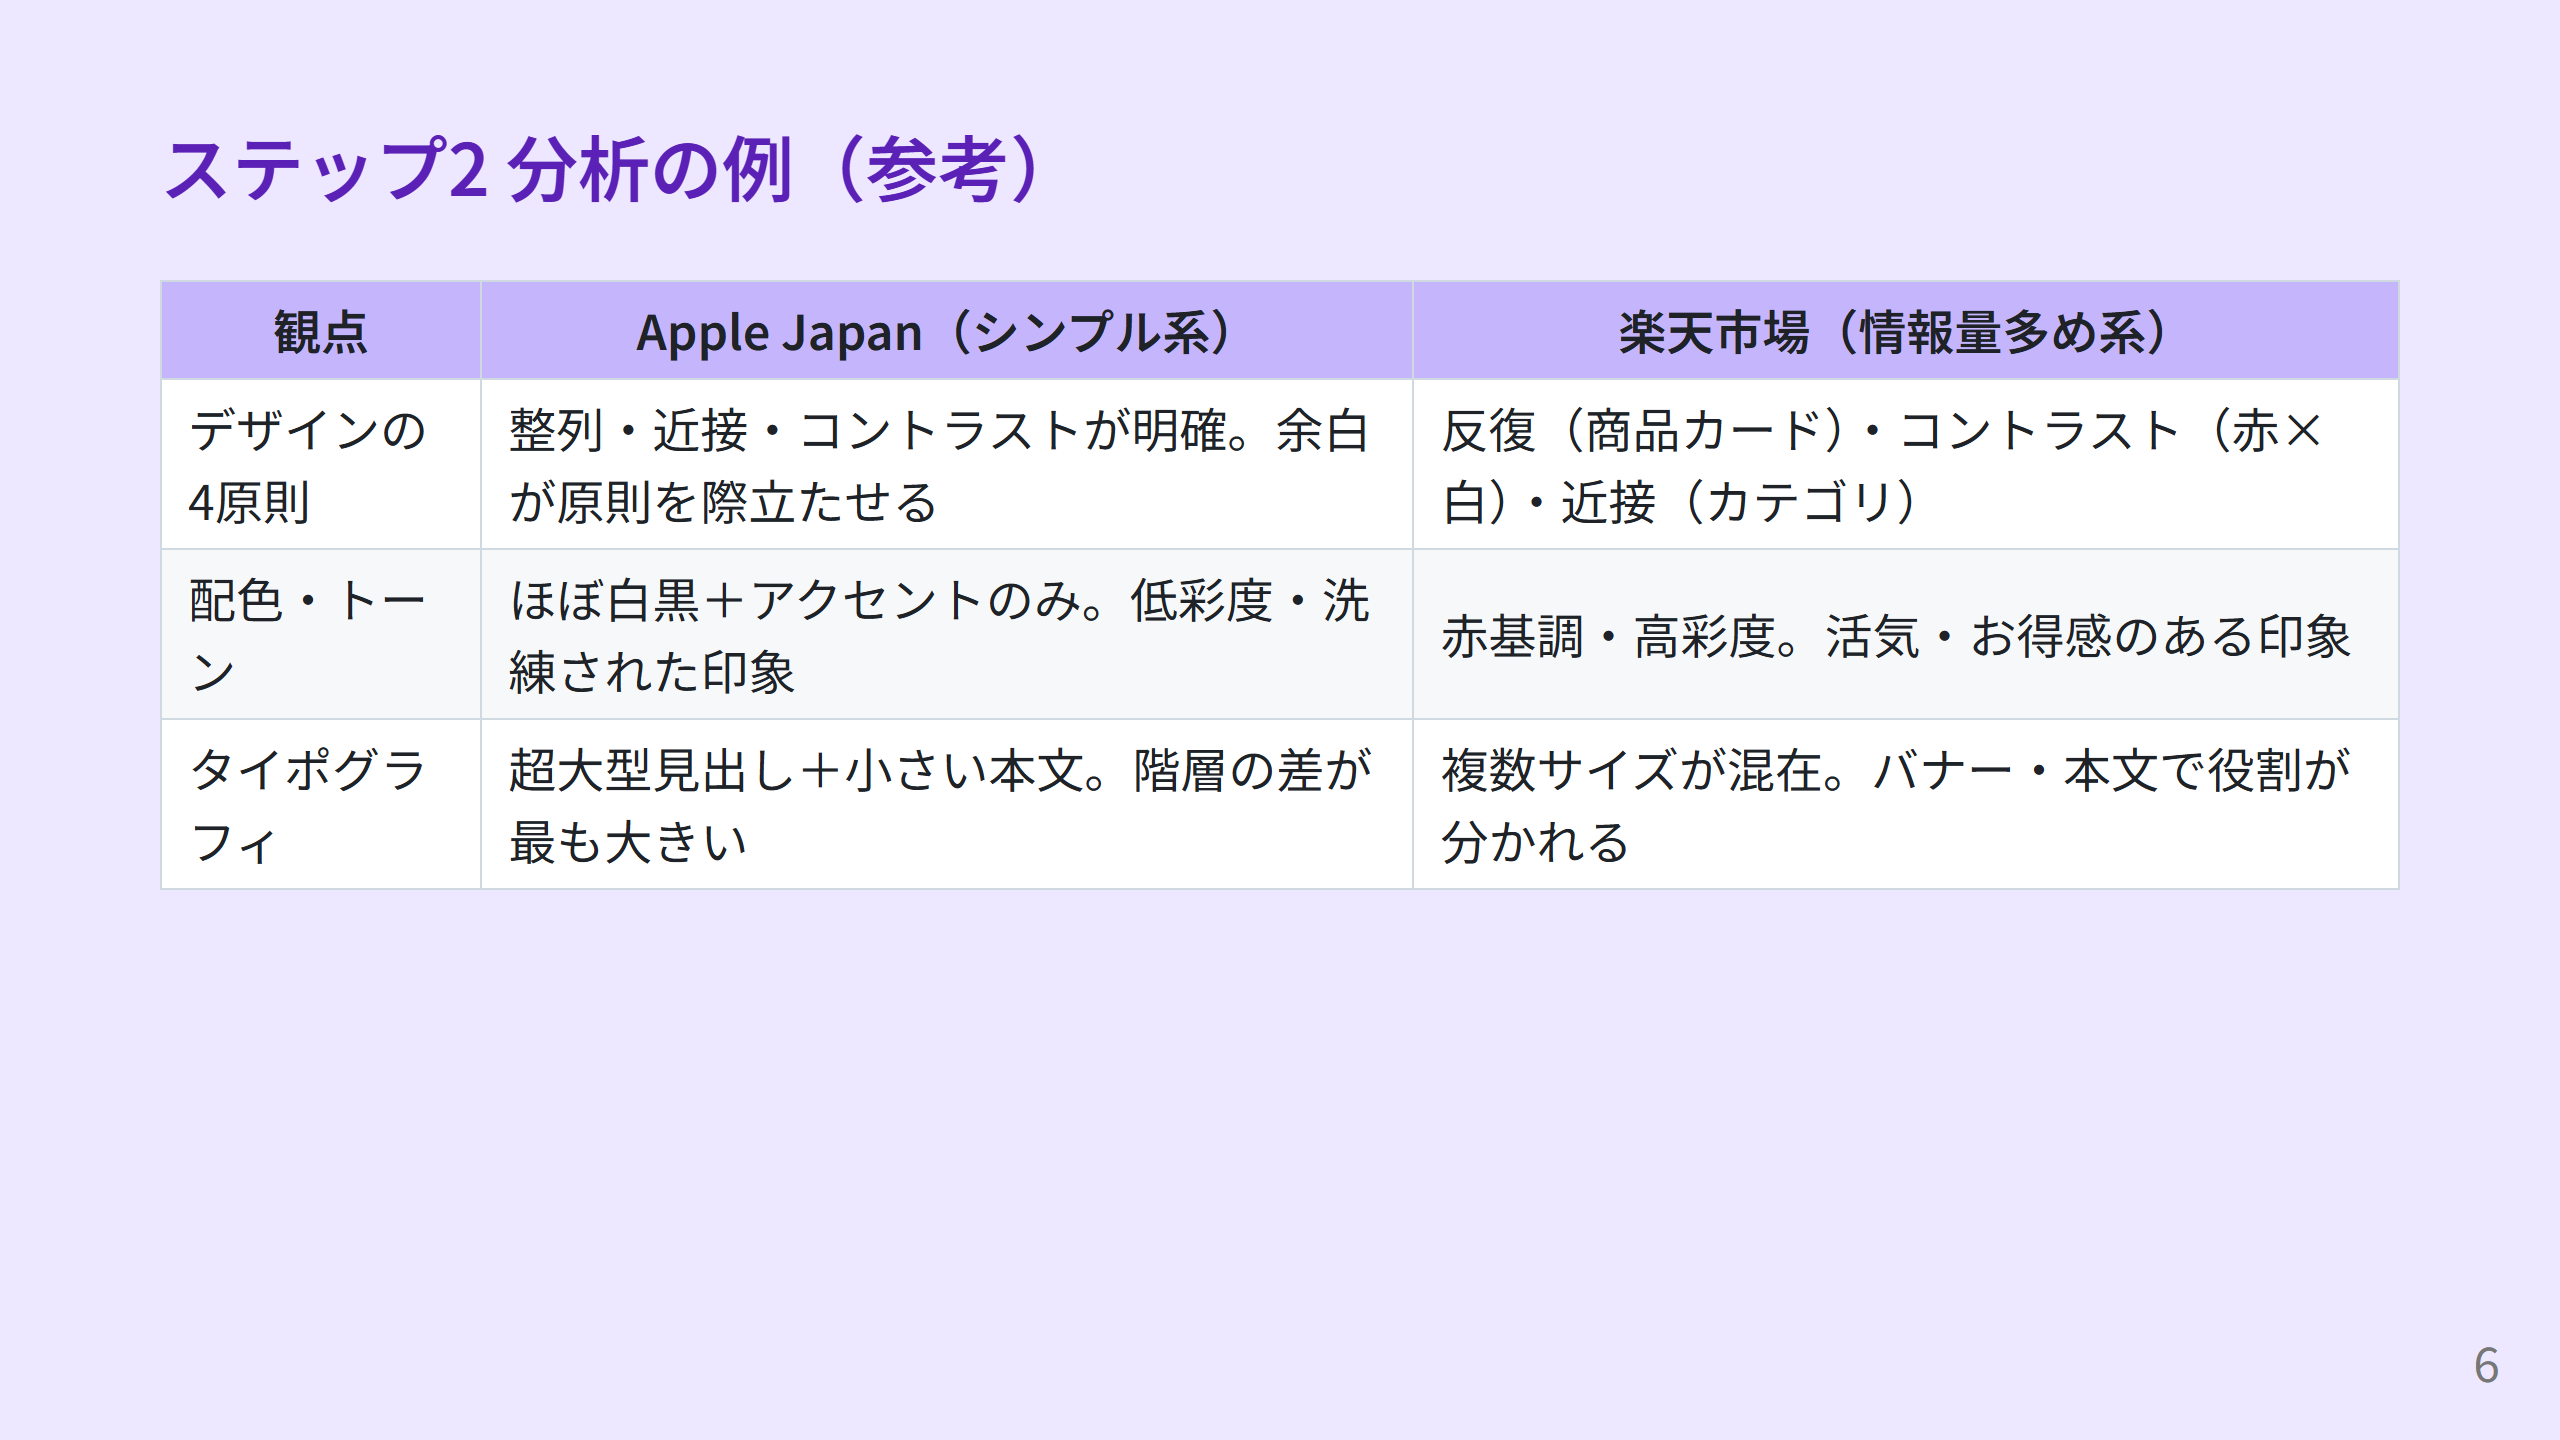 ステップ2 分析の例（参考）
観点
Apple Japan（シンプル系）
楽天市場（情報量多め系）
デザインの
4原則
整列・近接・コントラストが明確。余白
が原則を際立たせる
反復（商品カード）・コントラスト（赤×
白）・近接（カテゴリ）
配色・トー
ン
ほぼ白黒＋アクセントのみ。低彩度・洗
練された印象
赤基調・高彩度。活気・お得感のある印象
タイポグラ
フィ
超大型見出し＋小さい本文。階層の差が
最も大きい
複数サイズが混在。バナー・本文で役割が
分かれる
6